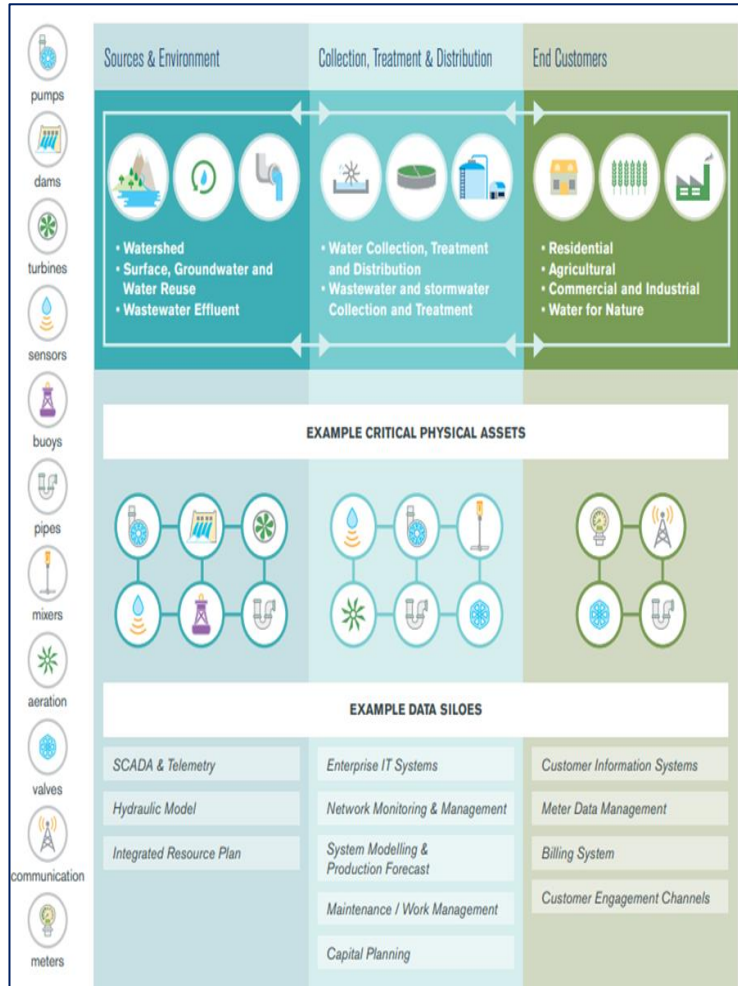 pumps
dams
turbines
sensors
buoys
pipes
mixers
aeration
valves
communication
meters
Sources & Environment
Collection, Treatment & Distribution
End Customers
• Watershed
• Surface, Groundwater and
Water Reuse
• Wastewater Effluent
• Water Collection, Treatment
and Distribution
• Wastewater and stormwater
Collection and Treatment
• Residential
• Agricultural
• Commercial and Industrial
• Water for Nature
EXAMPLE CRITICAL PHYSICAL ASSETS
EXAMPLE DATA SILOES
SCADA & Telemetry
Hydraulic Model
Integrated Resource Plan
Enterprise IT Systems
Network Monitoring & Management
System Modelling &
Production Forecast
Maintenance / Work Management
Capital Planning
Customer Information Systems
Meter Data Management
Billing System
Customer Engagement Channels